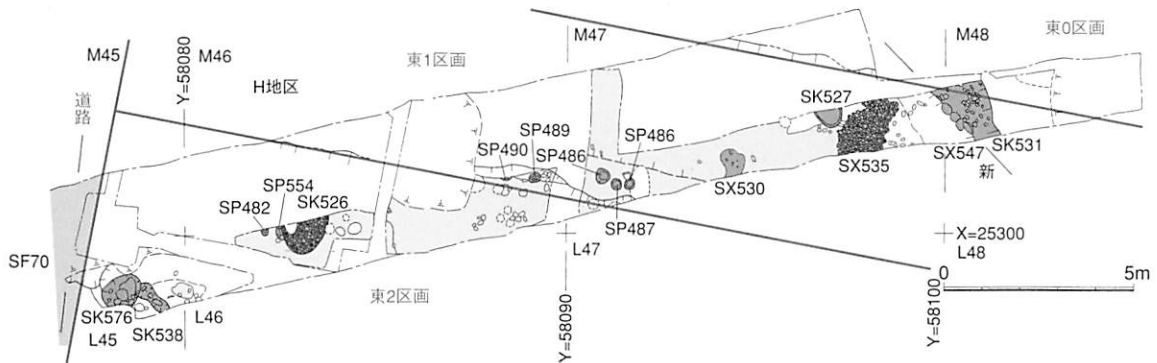 M45
M46
M47
M48
東0区画
東1区画
Y=58080
H地区
道路
SK527
SP489
SP490
SP486
SP486
SP554
SK526
SP482
SX530
SX535
SX547
SK531
新
SP487
X=25300
L47
L48
SF70
0
5m
東2区画
SK576
L46
L45
SK538
Y=58090
Y=58100